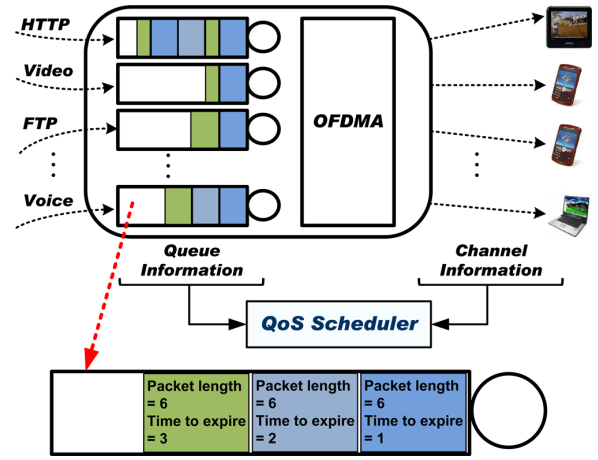 HTTP
Video
FTP
Voice
OFDMA
Queue
Information
Channel
Information
QoS Scheduler
Packet length
= 6
Time to expire
= 3
Packet length
= 6
Time to expire
= 2
Packet length
= 6
Time to expire
= 1